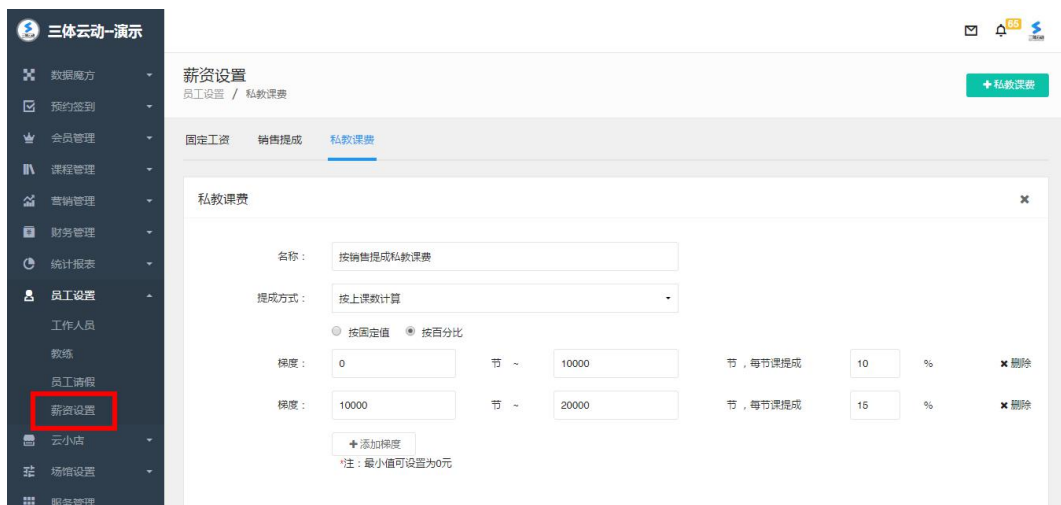 三体云动--演示
65
数据魔方
预约签到
会员管理
课程管理
营销管理
财务管理
统计报表
员工设置
工作人员
教练
员工请假
薪资设置
云小店
场馆设置
服务管理
薪资设置
员工设置 / 私教课费
+私教课费
固定工资 销售提成 私教课费
私教课费
名称： 按销售提成私教课费
提成方式： 按上课数计算
按固定值 按百分比
梯度： 0 节 ~ 10000 节，每节课提成 10 % 删除
梯度： 10000 节 ~ 20000 节，每节课提成 15 % 删除
+添加梯度
*注：最小值可设置为0元